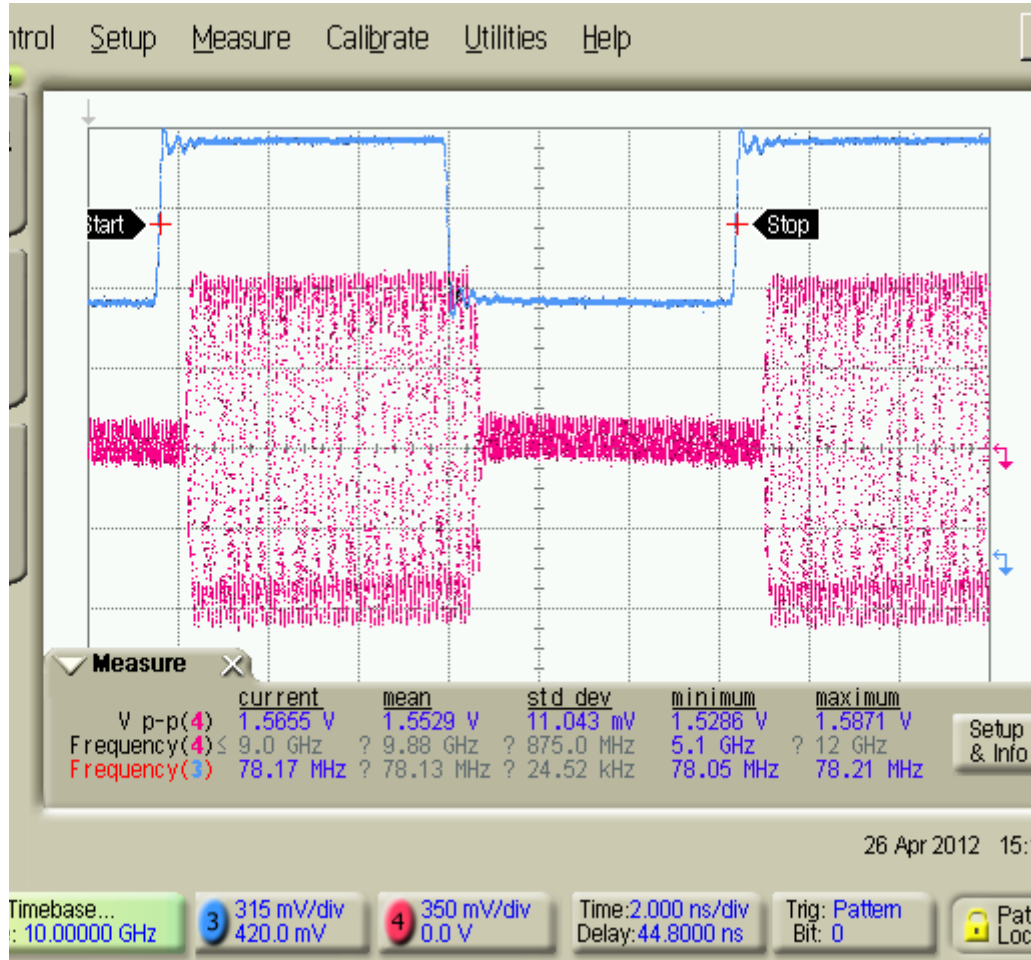 ntrol Setup Measure Calibrate Utilities Help
Start Stop
Measure
current mean std dev minimum maximum
V p-p(4) 1.5655 V 1.5529 V 11.043 mV 1.5286 V 1.5871 V
Frequency(4)≤ 9.0 GHz ? 9.88 GHz ? 875.0 MHz 5.1 GHz ? 12 GHz
Frequency(3) 78.17 MHz ? 78.13 MHz ? 24.52 kHz 78.05 MHz 78.21 MHz
Setup
& Info
26 Apr 2012 15:
Timebase...
: 10.00000 GHz
3 315 mV/div
420.0 mV
4 350 mV/div
0.0 V
Time:2.000 ns/div
Delay:44.8000 ns
Trig: Pattern
Bit: 0
Pat
Loc